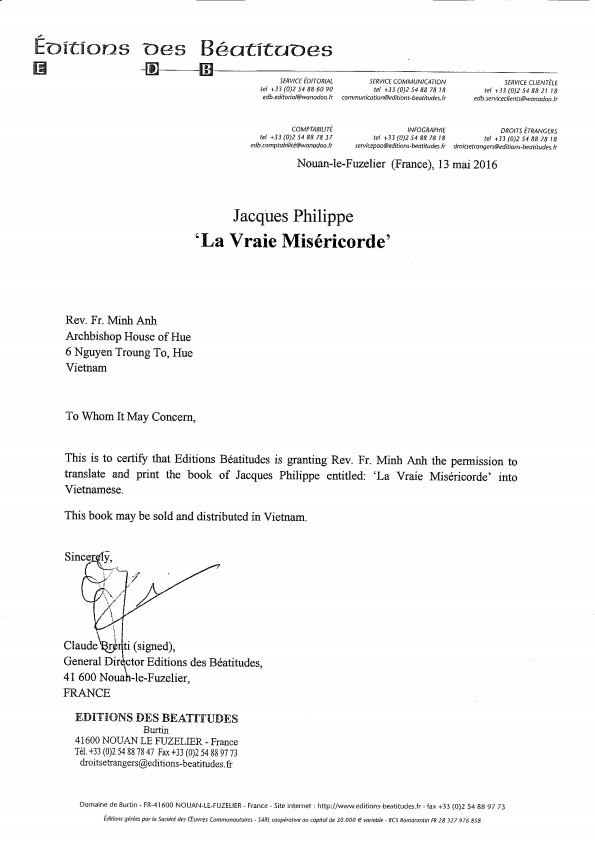 Éditions des Béatitudes
E D B
SERVICE ÉDITORIAL
tel +33 (0)2 54 88 60 90
edb.editorial@wanadoo.fr
SERVICE COMMUNICATION
tel +33 (0)2 54 88 78 18
communication@editions-beatitudes.fr
SERVICE CLIENTÈLE
tel +33 (0)2 54 88 21 18
edb.serviceclients@wanadoo.fr
COMPTABILITÉ
tel +33 (0)2 54 88 78 37
edb.comptabilité@wanadoo.fr
INFOGRAPHIE
tel +33 (0)2 54 88 78 18
servicepao@editions-beatitudes.fr
DROITS ÉTRANGERS
tel +33 (0)2 54 88 78 18
droitsetrangers@editions-beatitudes.fr
Nouan-le-Fuzelier (France), 13 mai 2016
Jacques Philippe
‘La Vraie Miséricorde’
Rev. Fr. Minh Anh
Archbishop House of Hue
6 Nguyen Troung To, Hue
Vietnam
To Whom It May Concern,
This is to certify that Editions Béatitudes is granting Rev. Fr. Minh Anh the permission to
translate and print the book of Jacques Philippe entitled: ‘La Vraie Miséricorde’ into
Vietnamese.
This book may be sold and distributed in Vietnam.
Sincerely,
Claude Brenti (signed),
General Director Editions des Béatitudes,
41 600 Nouan-le-Fuzelier,
FRANCE
EDITIONS DES BEATITUDES
Burtin
41600 NOUAN LE FUZELIER - France
Tél. +33 (0)2 54 88 78 47 Fax +33 (0)2 54 88 97 73
droitsetrangers@editions-beatitudes.fr
Domaine de Burtin - FR-41600 NOUAN-LE-FUZELIER - France - Site internet : http://www.editions-beatitudes.fr - fax +33 (0)2 54 88 97 73
Éditions gérées par la Société des Œuvres Communautaires - SARL coopérative au capital de 30.000 € variable - RCS Romorantin FR 28 327 976 858